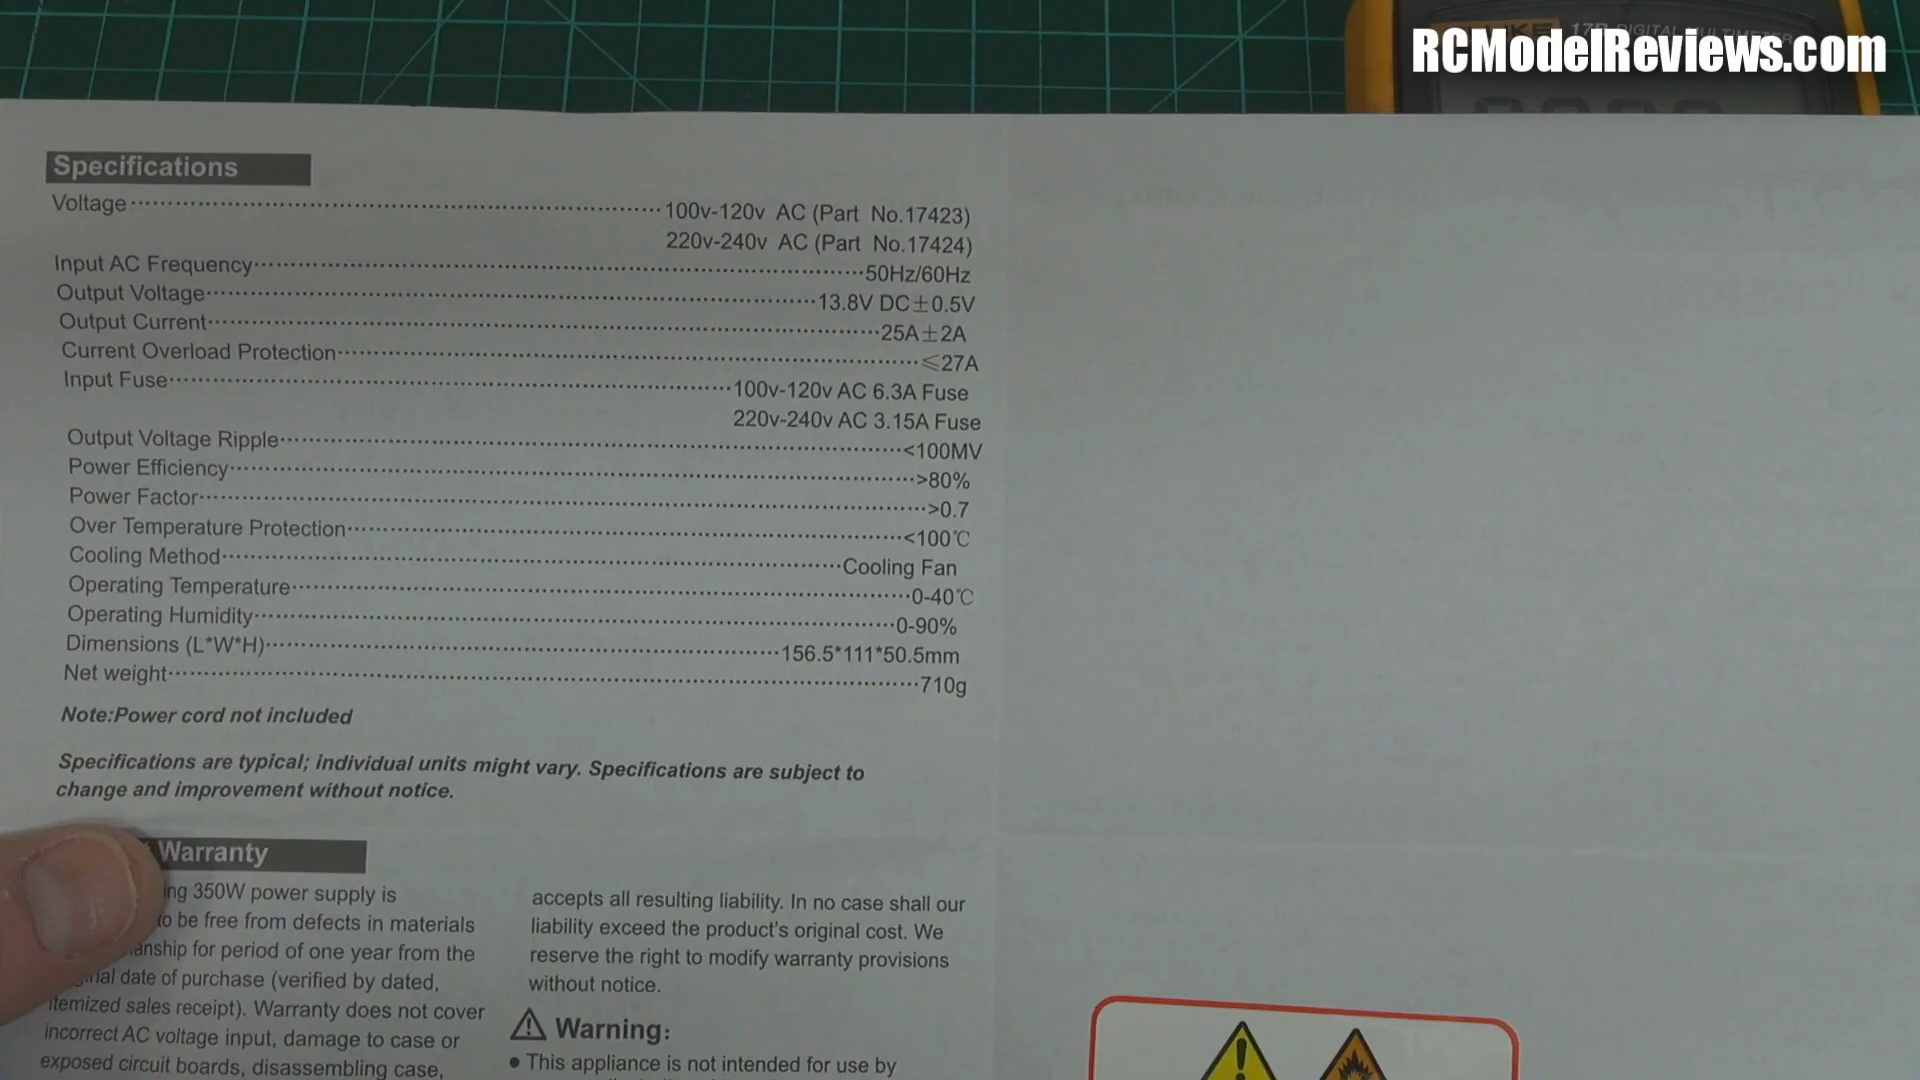 17B DIGITAL MULTIMETER
RCModelReviews.com
Specifications
Voltage 100v-120v AC (Part No.17423)
220v-240v AC (Part No.17424)
Input AC Frequency 50Hz/60Hz
Output Voltage 13.8V DC±0.5V
Output Current 25A±2A
Current Overload Protection ≤27A
Input Fuse 100v-120v AC 6.3A Fuse
220v-240v AC 3.15A Fuse
Output Voltage Ripple <100MV
Power Efficiency >80%
Power Factor >0.7
Over Temperature Protection <100℃
Cooling Method Cooling Fan
Operating Temperature 0-40℃
Operating Humidity 0-90%
Dimensions (L*W*H) 156.5*111*50.5mm
Net weight 710g
Note:Power cord not included
Specifications are typical; individual units might vary. Specifications are subject to
change and improvement without notice.
Warranty
350W power supply is
to be free from defects in materials
for period of one year from the
date of purchase (verified by dated,
itemized sales receipt). Warranty does not cover
incorrect AC voltage input, damage to case or
exposed circuit boards, disassembling case,
accepts all resulting liability. In no case shall our
liability exceed the product's original cost. We
reserve the right to modify warranty provisions
without notice.
Warning:
• This appliance is not intended for use by